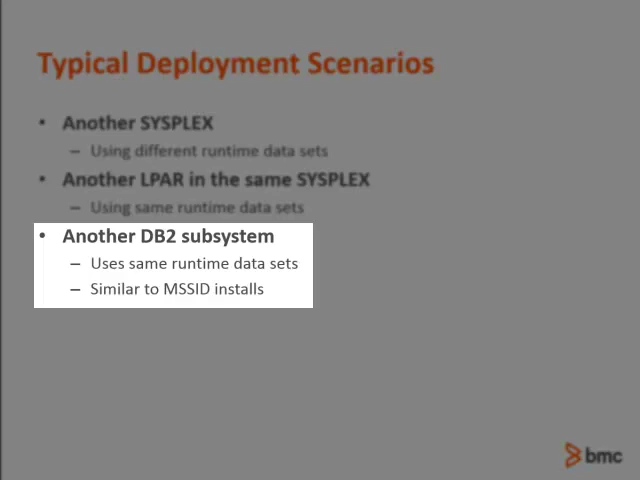 Typical Deployment Scenarios
• Another SYSPLEX
– Using different runtime data sets
• Another LPAR in the same SYSPLEX
– Using same runtime data sets
• Another DB2 subsystem
– Uses same runtime data sets
– Similar to MSSID installs
bmc